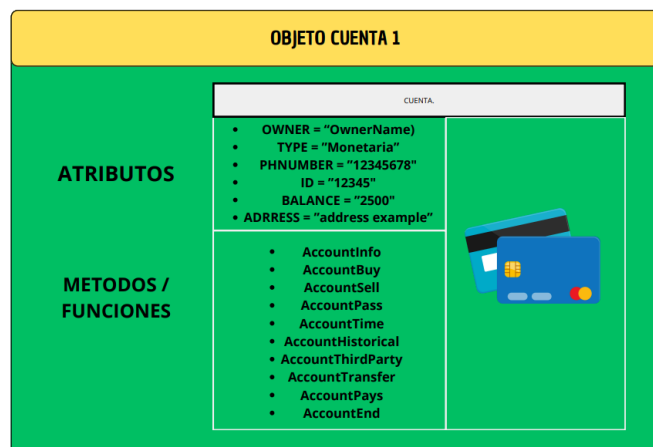 OBJETO CUENTA 1
CUENTA.
ATRIBUTOS
• OWNER = “OwnerName)
• TYPE = “Monetaria”
• PHNUMBER = “12345678"
• ID = “12345"
• BALANCE = “2500"
• ADRRESS = “address example”
METODOS /
FUNCIONES
• AccountInfo
• AccountBuy
• AccountSell
• AccountPass
• AccountTime
• AccountHistorical
• AccountThirdParty
• AccountTransfer
• AccountPays
• AccountEnd